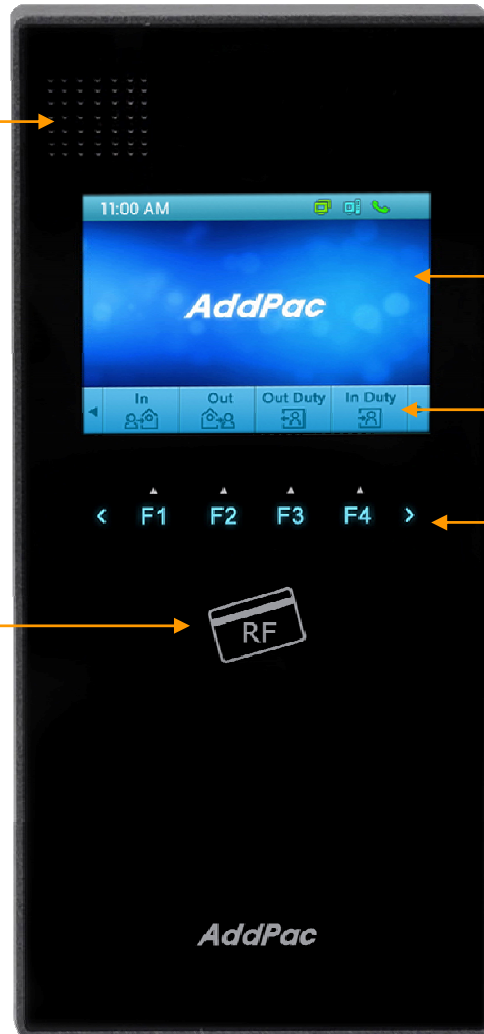 11:00 AM
AddPac
In Out Out Duty In Duty
< F1 F2 F3 F4 >
RF
AddPac